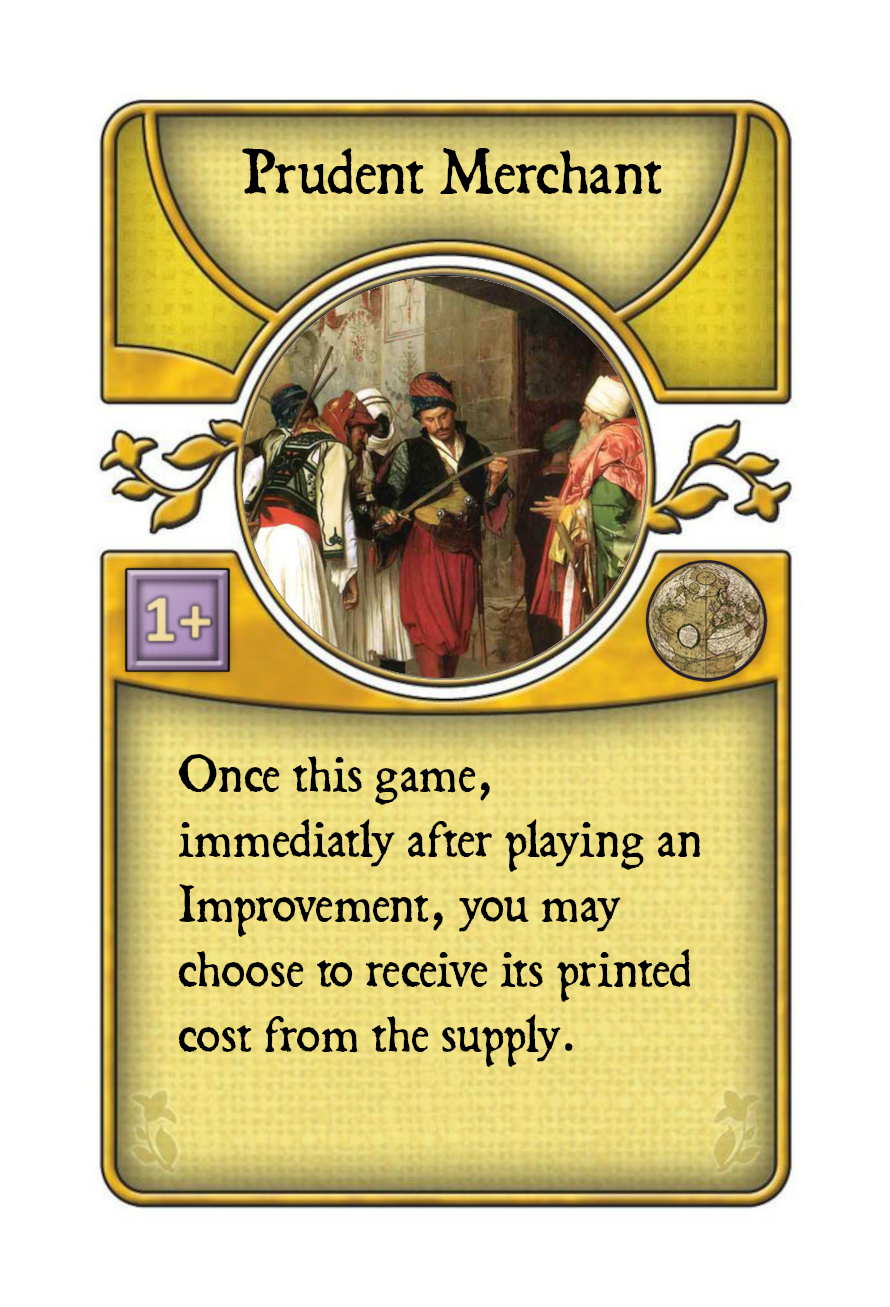 Prudent Merchant
1+
Once this game,
immediatly after playing an
Improvement, you may
choose to receive its printed
cost from the supply.